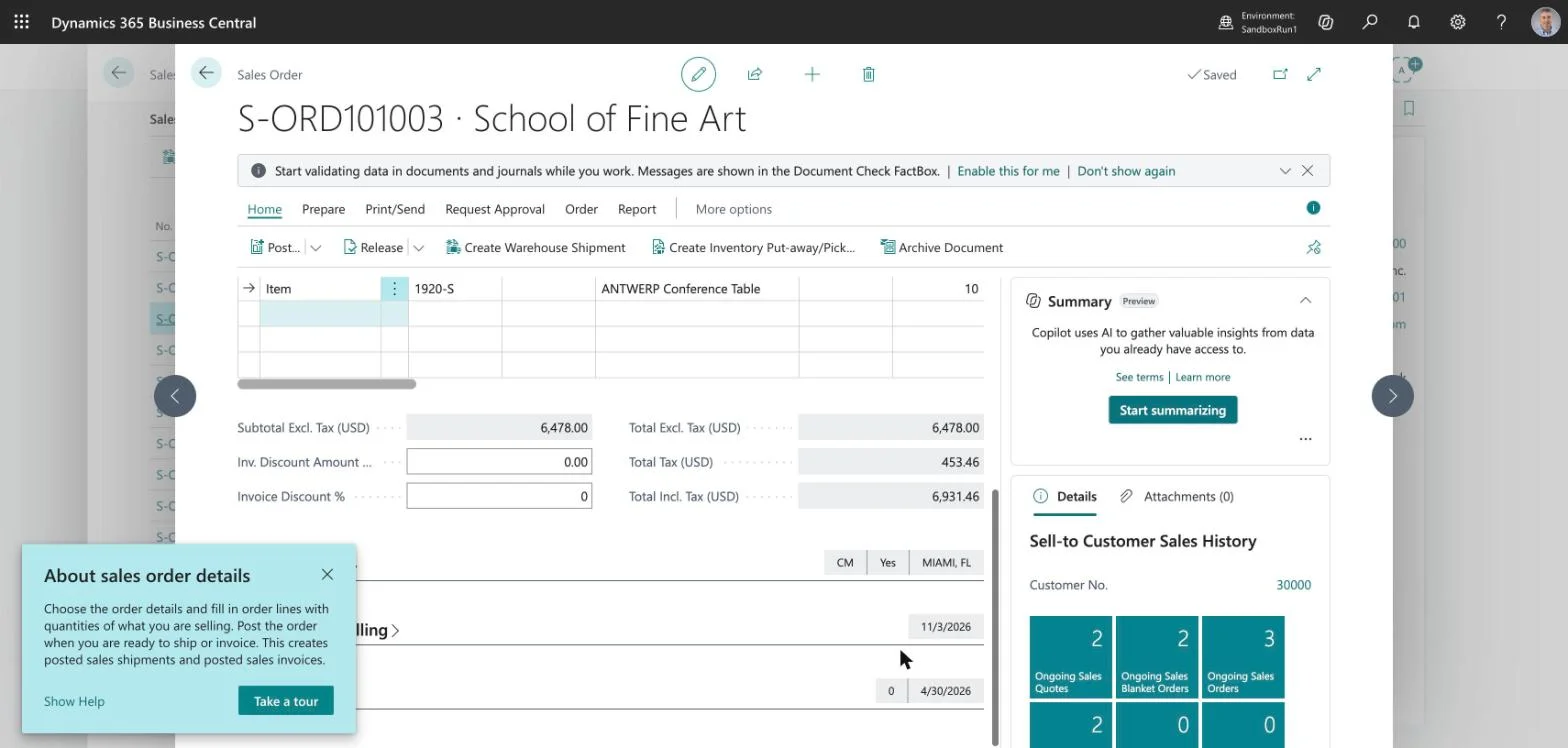 Dynamics 365 Business Central
Environment:
SandboxRun1
Sales Order
Saved
S-ORD101003 · School of Fine Art
Start validating data in documents and journals while you work. Messages are shown in the Document Check FactBox. | Enable this for me | Don't show again
Home Prepare Print/Send Request Approval Order Report More options
Post... Release Create Warehouse Shipment Create Inventory Put-away/Pick... Archive Document
No.
Item 1920-S ANTWERP Conference Table 10
Subtotal Excl. Tax (USD) 6,478.00 Total Excl. Tax (USD) 6,478.00
Inv. Discount Amount ... 0.00 Total Tax (USD) 453.46
Invoice Discount % 0 Total Incl. Tax (USD) 6,931.46
CM Yes MIAMI, FL
lling 11/3/2026
0 4/30/2026
Summary Preview
Copilot uses AI to gather valuable insights from data
you already have access to.
See terms | Learn more
Start summarizing
Details Attachments (0)
Sell-to Customer Sales History
Customer No. 30000
2 2 3
Ongoing Sales Quotes
Ongoing Sales Blanket Orders
Ongoing Sales Orders
2 0 0
About sales order details
Choose the order details and fill in order lines with
quantities of what you are selling. Post the order
when you are ready to ship or invoice. This creates
posted sales shipments and posted sales invoices.
Show Help Take a tour